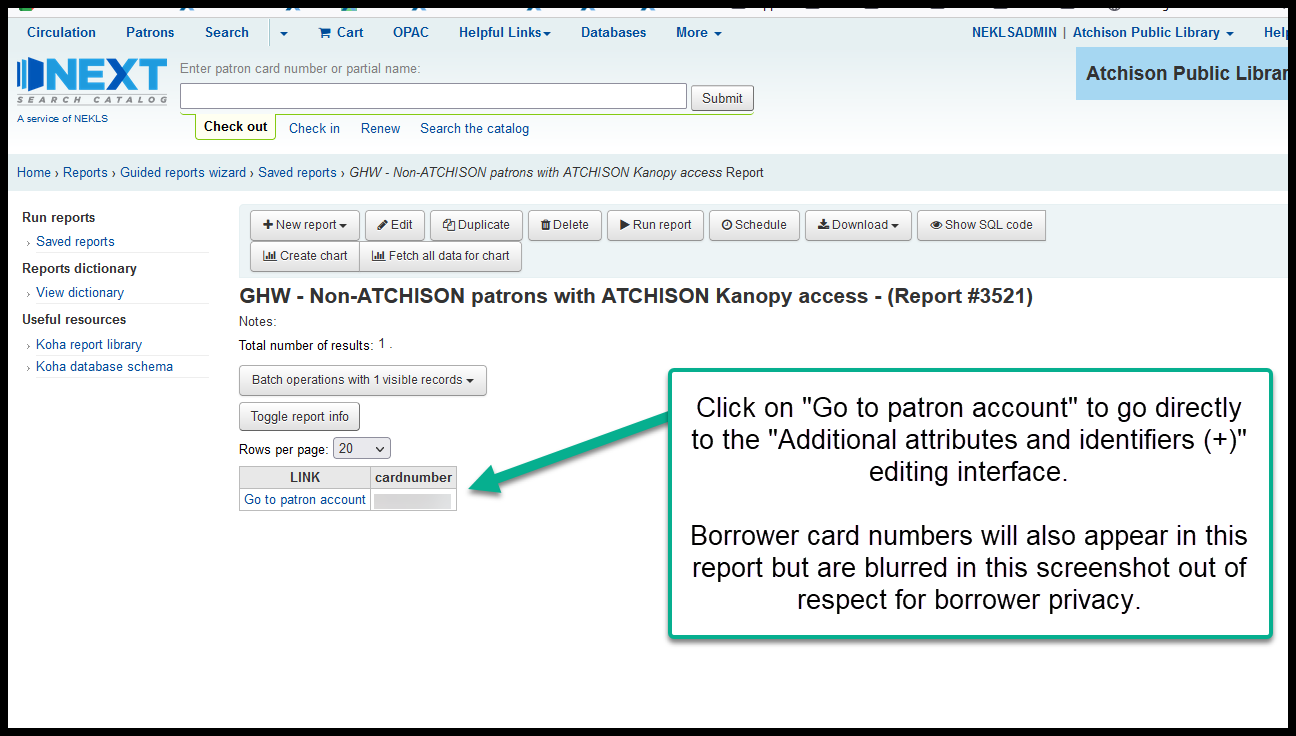 Circulation Patrons Search Cart OPAC Helpful Links Databases More NEKLSADMIN | Atchison Public Library
NEXT
SEARCH CATALOG
A service of NEKLS
Enter patron card number or partial name:
Submit
Atchison Public
Check out Check in Renew Search the catalog
Home › Reports › Guided reports wizard › Saved reports › GHW - Non-ATCHISON patrons with ATCHISON Kanopy access Report
Run reports
› Saved reports
Reports dictionary
› View dictionary
Useful resources
› Koha report library
› Koha database schema
New report Edit Duplicate Delete Run report Schedule Download Show SQL code
Create chart Fetch all data for chart
GHW - Non-ATCHISON patrons with ATCHISON Kanopy access - (Report #3521)
Notes:
Total number of results: 1 .
Batch operations with 1 visible records
Toggle report info
Rows per page: 20
LINK cardnumber
Go to patron account
Click on "Go to patron account" to go directly
to the "Additional attributes and identifiers (+)"
editing interface.
Borrower card numbers will also appear in this
report but are blurred in this screenshot out of
respect for borrower privacy.